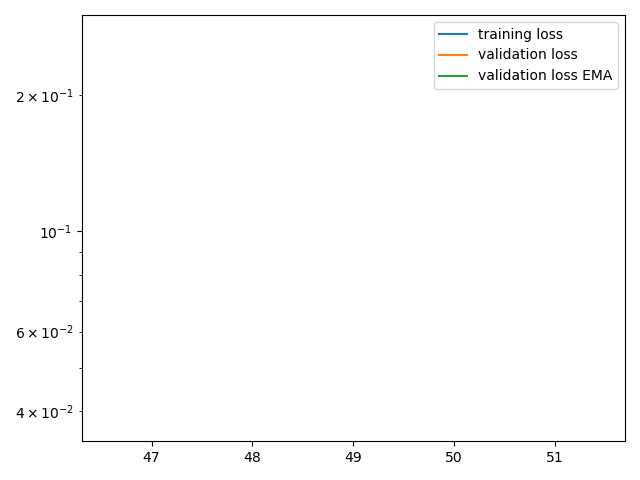 training loss
validation loss
validation loss EMA
2 × 10⁻¹
10⁻¹
6 × 10⁻²
4 × 10⁻²
47 48 49 50 51